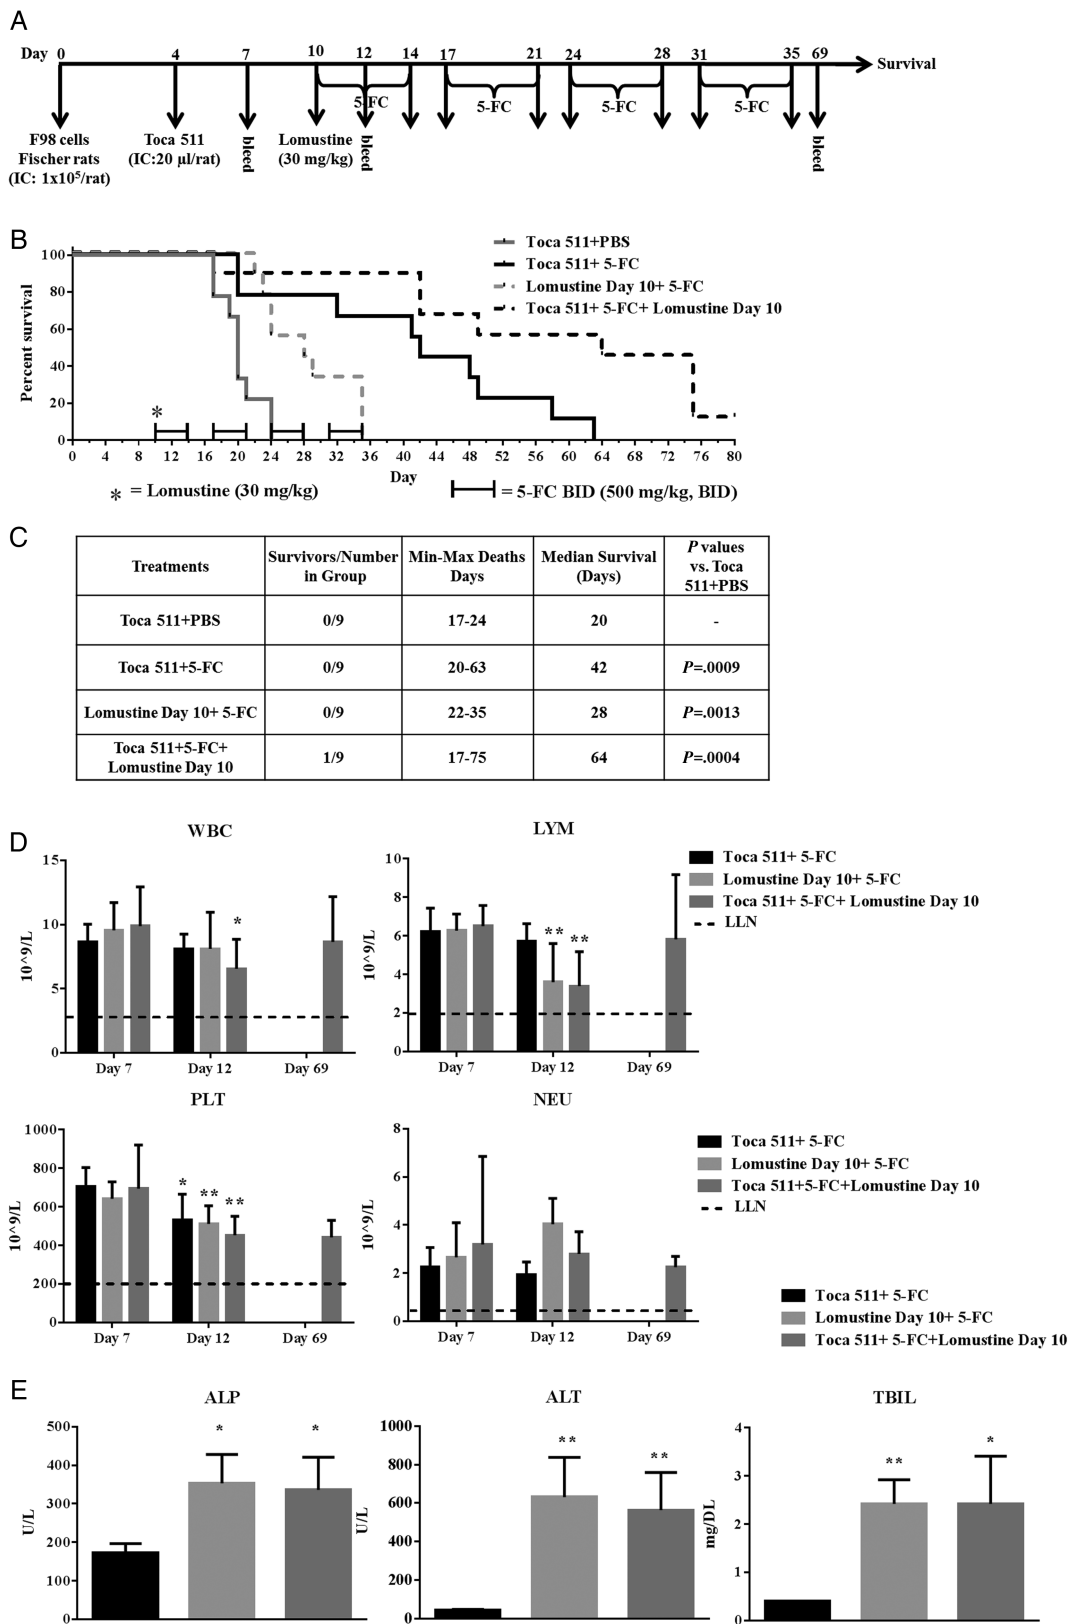 A
Day 0 4 7 10 12 14 17 21 24 28 31 35 69
Survival
5-FC 5-FC 5-FC 5-FC
F98 cells
Fischer rats
(IC: 1x10⁵/rat)
Toca 511
(IC:20 µl/rat)
bleed
Lomustine
(30 mg/kg)
bleed
bleed
B
Percent survival
100
80
60
40
20
0
0 4 8 12 16 20 24 28 32 36 40 44 48 52 56 60 64 68 72 76 80
Day
*
Toca 511+PBS
Toca 511+ 5-FC
Lomustine Day 10+ 5-FC
Toca 511+ 5-FC+ Lomustine Day 10
* = Lomustine (30 mg/kg)
= 5-FC BID (500 mg/kg, BID)
C
Treatments
Survivors/Number
in Group
Min-Max Deaths
Days
Median Survival
(Days)
P values
vs. Toca
511+PBS
Toca 511+PBS 0/9 17-24 20 -
Toca 511+5-FC 0/9 20-63 42 P=.0009
Lomustine Day 10+ 5-FC 0/9 22-35 28 P=.0013
Toca 511+5-FC+
Lomustine Day 10 1/9 17-75 64 P=.0004
D
WBC
10^9/L
15
10
5
0
*
Day 7 Day 12 Day 69
LYM
10^9/L
10
8
6
4
2
0
** **
Day 7 Day 12 Day 69
Toca 511+ 5-FC
Lomustine Day 10+ 5-FC
Toca 511+ 5-FC+ Lomustine Day 10
LLN
PLT
10^9/L
1000
800
600
400
200
0
* ** **
Day 7 Day 12 Day 69
NEU
10^9/L
8
6
4
2
0
Day 7 Day 12 Day 69
Toca 511+ 5-FC
Lomustine Day 10+ 5-FC
Toca 511+5-FC+Lomustine Day 10
LLN
Toca 511+ 5-FC
Lomustine Day 10+ 5-FC
Toca 511+ 5-FC+Lomustine Day 10
E
ALP
U/L
500
400
300
200
100
0
* *
ALT
U/L
1000
800
600
400
200
0
** **
TBIL
mg/DL
4
3
2
1
0
** *